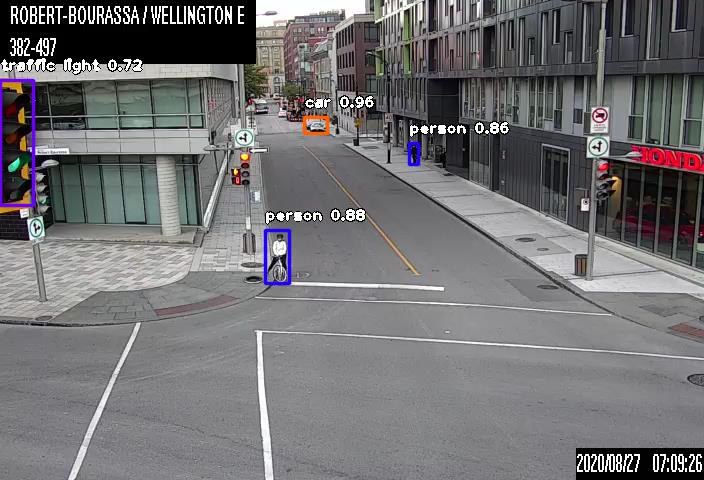 ROBERT-BOURASSA / WELLINGTON E
382-497
traffic light 0.72
car 0.96
person 0.86
HONDA
person 0.88
2020/08/27 07:09:26